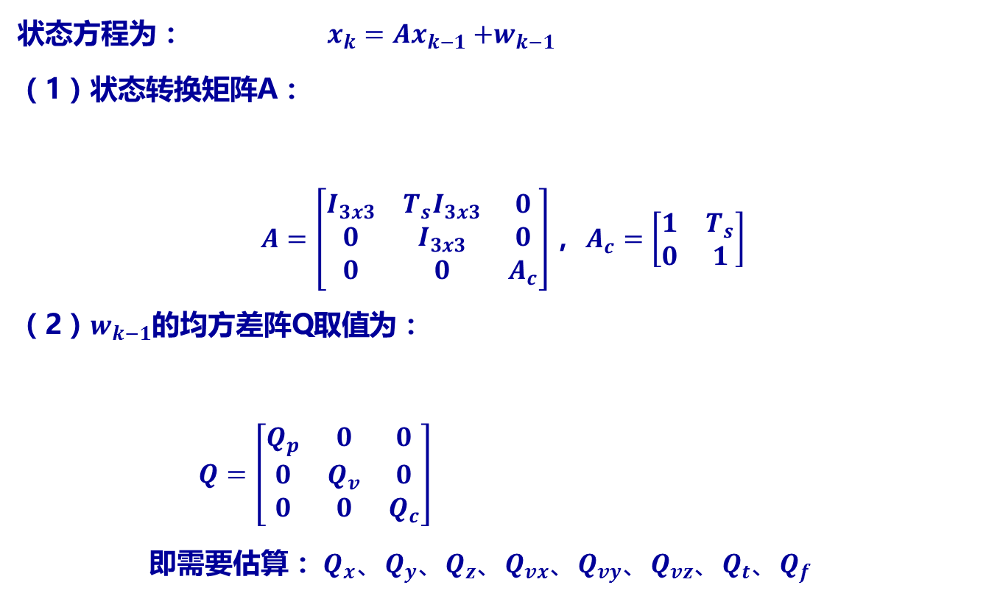 状态方程为： $x_k = Ax_{k-1} + w_{k-1}$
（1）状态转换矩阵A：
$A = \begin{bmatrix} I_{3x3} & T_s I_{3x3} & 0 \\ 0 & I_{3x3} & 0 \\ 0 & 0 & A_c \end{bmatrix}$， $A_c = \begin{bmatrix} 1 & T_s \\ 0 & 1 \end{bmatrix}$
（2）$w_{k-1}$的均方差阵Q取值为：
$Q = \begin{bmatrix} Q_p & 0 & 0 \\ 0 & Q_v & 0 \\ 0 & 0 & Q_c \end{bmatrix}$
即需要估算： $Q_x$、 $Q_y$、 $Q_z$、 $Q_{vx}$、 $Q_{vy}$、 $Q_{vz}$、 $Q_t$、 $Q_f$